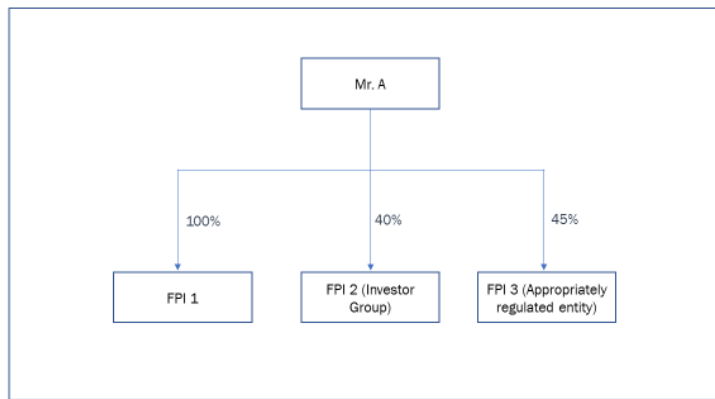 Mr. A
100%
40%
45%
FPI 1
FPI 2 (Investor
Group)
FPI 3 (Appropriately
regulated entity)